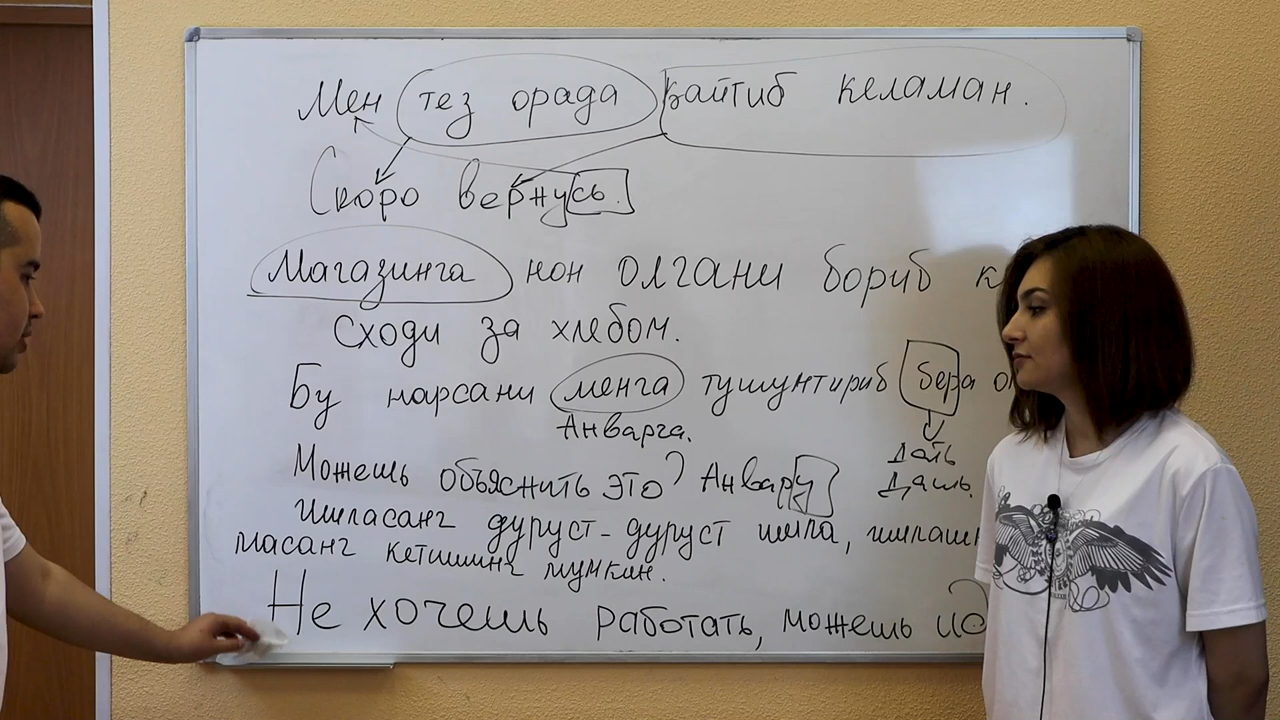 Мен тез орада қайтиб келаман.
Скоро вернусь.
Магазинга нон олгани бориб к
Сходи за хлебом.
Бу нарсани менга тушунтириб бера ол
Анварга.
Дать
Дашь.
Можешь объяснить это? Анвару
Ишласанг дуруст-дуруст ишла, ишлаш
масанг кетишинг мумкин.
Не хочешь работать, можешь ид